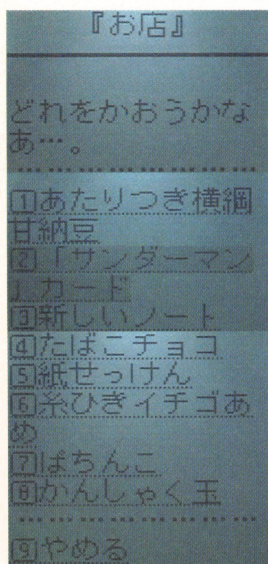 『お店』
どれをかおうかな
あ…。
1あたりつき横綱
甘納豆
2「サンダーマン
」カード
3新しいノート
4たばこチョコ
5紙せっけん
6糸ひきイチゴあ
め
7ぱちんこ
8かんしゃく玉
9やめる